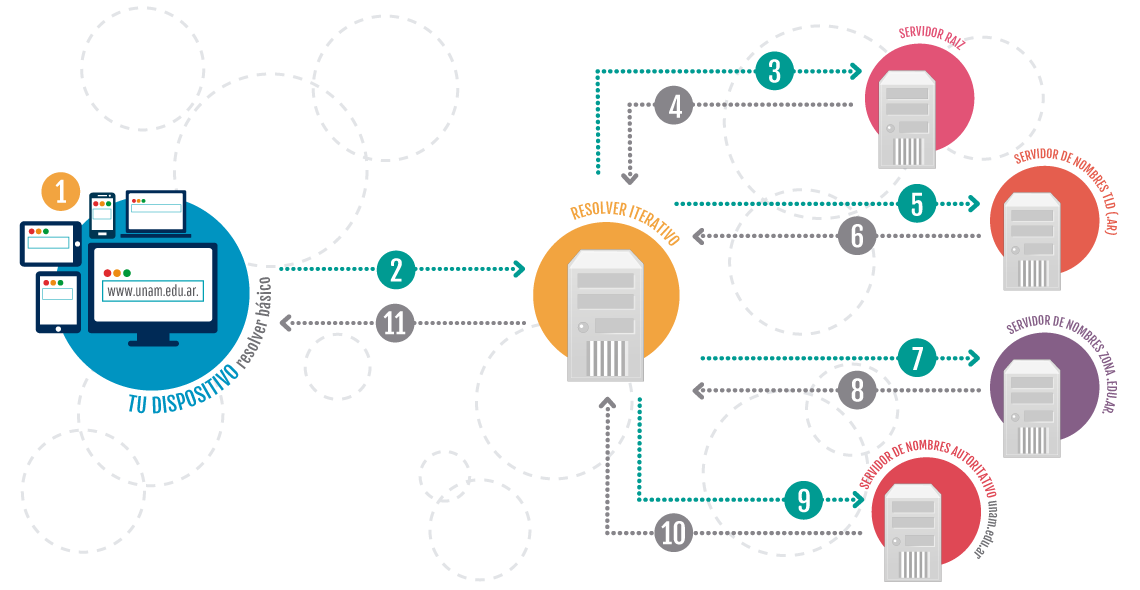 1
www.unam.edu.ar.
TU DISPOSITIVO resolver básico
2
11
RESOLVER ITERATIVO
3
4
SERVIDOR RAIZ
5
6
SERVIDOR DE NOMBRES TLD (.AR)
7
8
SERVIDOR DE NOMBRES ZONA .EDU.AR.
9
10
SERVIDOR DE NOMBRES AUTORITATIVO unam.edu.ar